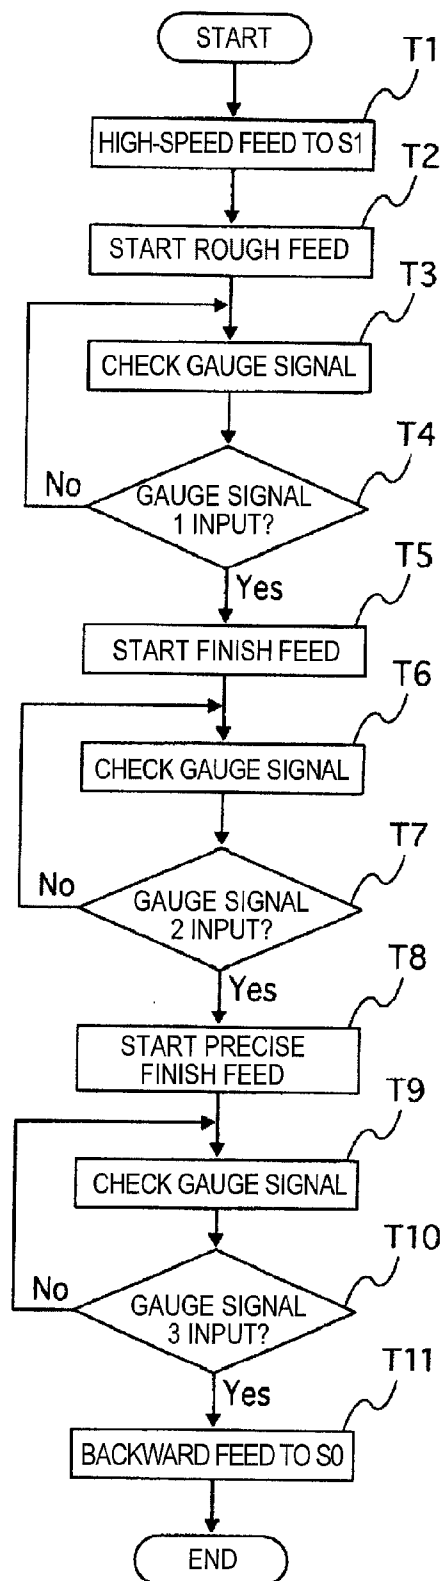 START
T1
HIGH-SPEED FEED TO S1
T2
START ROUGH FEED
T3
CHECK GAUGE SIGNAL
T4
No
GAUGE SIGNAL
1 INPUT?
Yes
T5
START FINISH FEED
T6
CHECK GAUGE SIGNAL
T7
No
GAUGE SIGNAL
2 INPUT?
Yes
T8
START PRECISE
FINISH FEED
T9
CHECK GAUGE SIGNAL
T10
No
GAUGE SIGNAL
3 INPUT?
Yes
T11
BACKWARD FEED TO S0
END